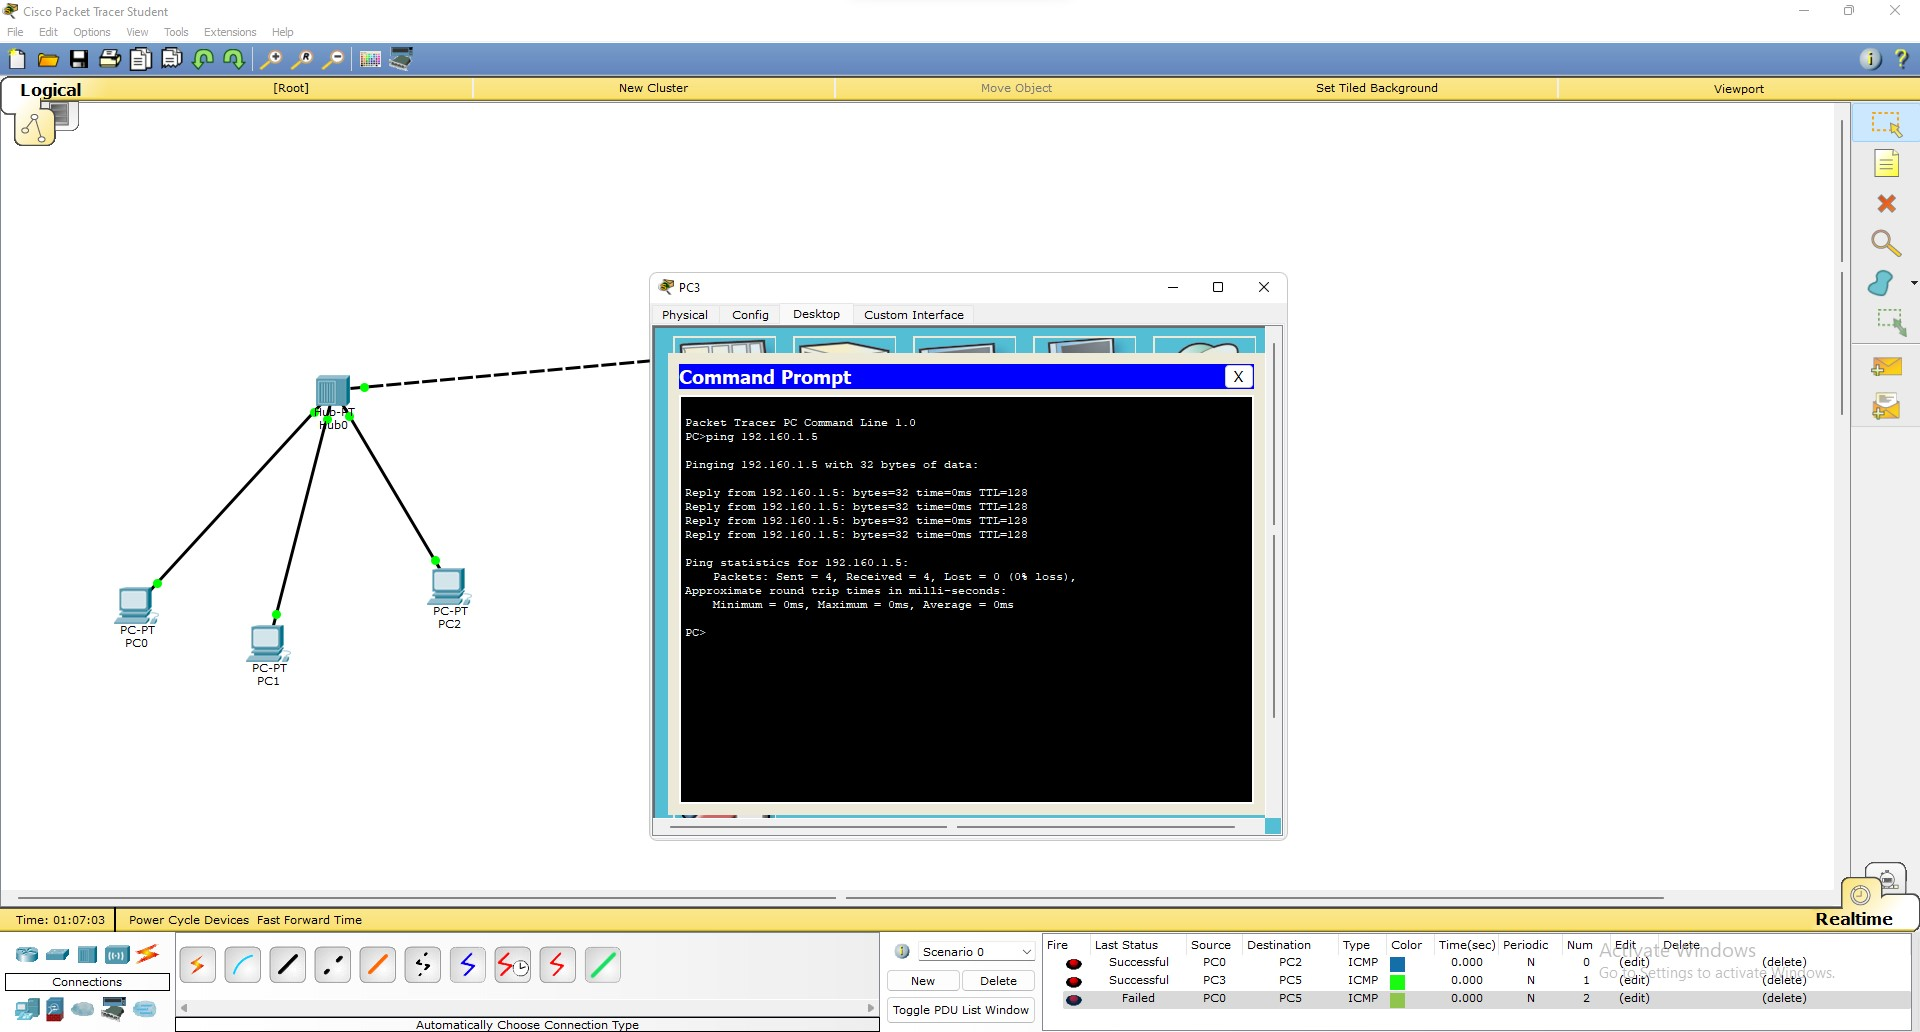 Cisco Packet Tracer Student
File Edit Options View Tools Extensions Help
Logical [Root] New Cluster Move Object Set Tiled Background Viewport
PC3
Physical Config Desktop Custom Interface
Command Prompt X
Packet Tracer PC Command Line 1.0
PC>ping 192.160.1.5
Pinging 192.160.1.5 with 32 bytes of data:
Reply from 192.160.1.5: bytes=32 time=0ms TTL=128
Reply from 192.160.1.5: bytes=32 time=0ms TTL=128
Reply from 192.160.1.5: bytes=32 time=0ms TTL=128
Reply from 192.160.1.5: bytes=32 time=0ms TTL=128
Ping statistics for 192.160.1.5:
Packets: Sent = 4, Received = 4, Lost = 0 (0% loss),
Approximate round trip times in milli-seconds:
Minimum = 0ms, Maximum = 0ms, Average = 0ms
PC>
Hub-PT
Hub0
PC-PT
PC0
PC-PT
PC1
PC-PT
PC2
Time: 01:07:03 Power Cycle Devices Fast Forward Time
Realtime
Connections
Automatically Choose Connection Type
Scenario 0
New Delete
Toggle PDU List Window
Fire Last Status Source Destination Type Color Time(sec) Periodic Num Edit Delete
Successful PC0 PC2 ICMP 0.000 N 0 (edit) (delete)
Successful PC3 PC5 ICMP 0.000 N 1 (edit) (delete)
Failed PC0 PC5 ICMP 0.000 N 2 (edit) (delete)
Activate Windows
Go to Settings to activate Windows.